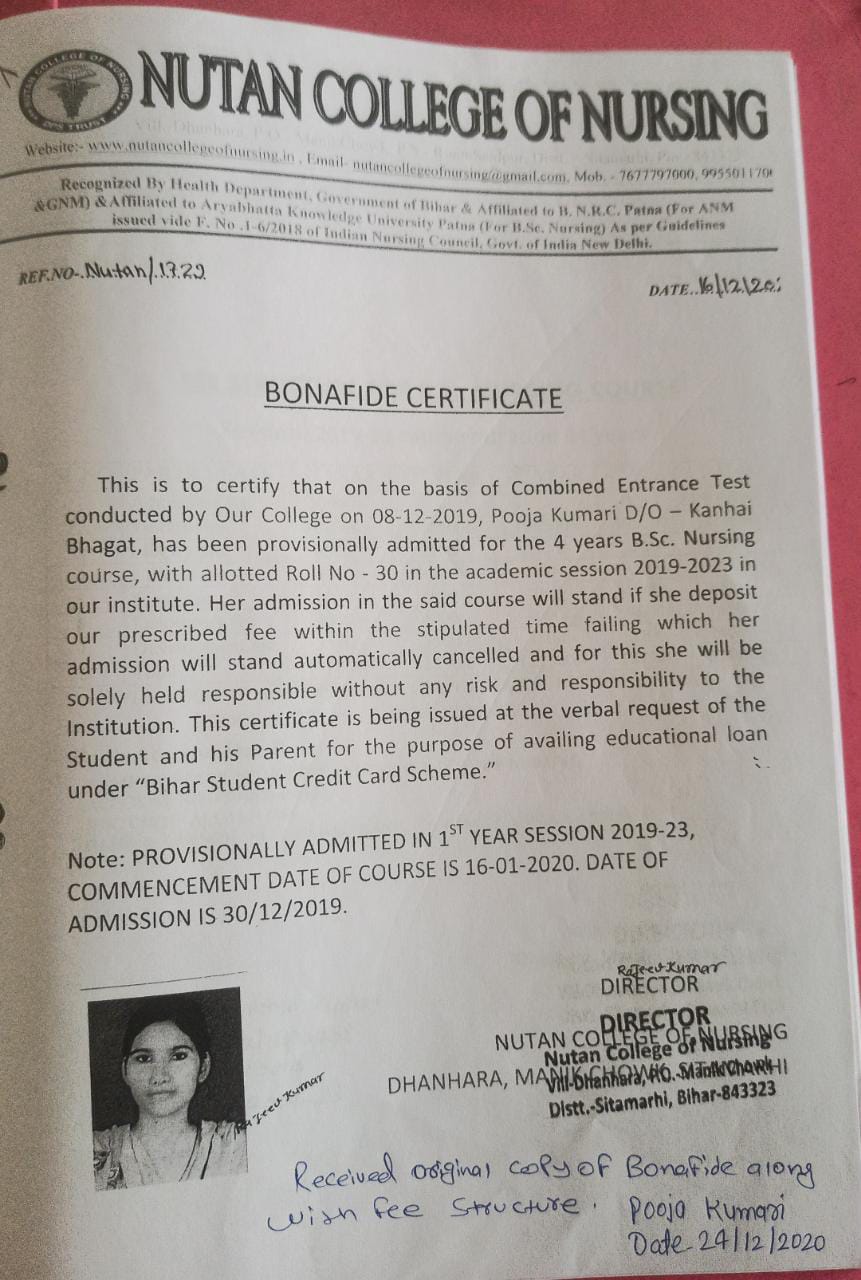 NUTAN COLLEGE OF NURSING
Website:- www.nutancollegeofnursing.in , Email- nutancollegeofnursing@gmail.com, Mob. - 7677797000,
Recognized By Health Department, Government of Bihar & Affiliated to B. N.R.C. Patna (For ANM
&GNM) & Affiliated to Aryabhatta Knowledge University Patna (For B.Sc. Nursing) As per Guidelines
issued vide F. No .1-6/2018 of Indian Nursing Council, Govt. of India New Delhi.
REF.NO-.Nutan/.1729
DATE..16/12/20
BONAFIDE CERTIFICATE
This is to certify that on the basis of Combined Entrance Test
conducted by Our College on 08-12-2019, Pooja Kumari D/O – Kanhai
Bhagat, has been provisionally admitted for the 4 years B.Sc. Nursing
course, with allotted Roll No - 30 in the academic session 2019-2023 in
our institute. Her admission in the said course will stand if she deposit
our prescribed fee within the stipulated time failing which her
admission will stand automatically cancelled and for this she will be
solely held responsible without any risk and responsibility to the
Institution. This certificate is being issued at the verbal request of the
Student and his Parent for the purpose of availing educational loan
under “Bihar Student Credit Card Scheme.”
Note: PROVISIONALLY ADMITTED IN 1ST YEAR SESSION 2019-23,
COMMENCEMENT DATE OF COURSE IS 16-01-2020. DATE OF
ADMISSION IS 30/12/2019.
Rajeev Kumar
DIRECTOR
DIRECTOR
NUTAN COLLEGE OF NURSING
Nutan College of Nursing
DHANHARA, MANIK CHOWK,
Vill-Dhanhara, PO.-Manik Chowk
Distt.-Sitamarhi, Bihar-843323
Rajeev Kumar
Received original copy of Bonafide along
with fee structure. Pooja Kumari
Date-24/12/2020